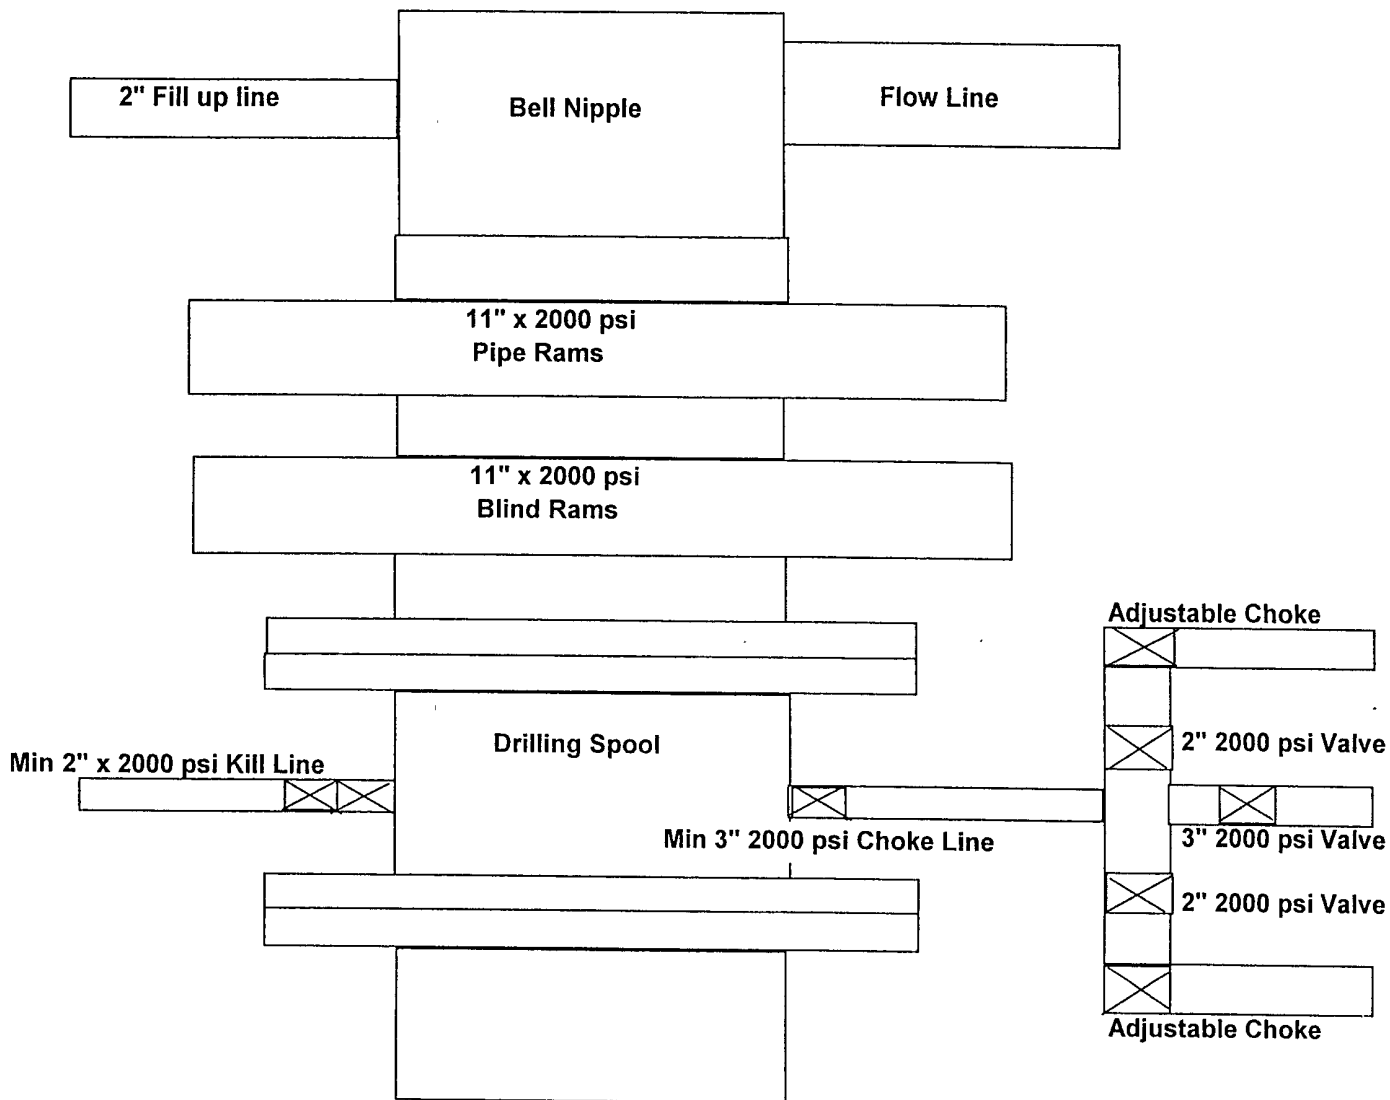 2" Fill up line
Bell Nipple
Flow Line
11" x 2000 psi
Pipe Rams
11" x 2000 psi
Blind Rams
Adjustable Choke
Drilling Spool
2" 2000 psi Valve
Min 2" x 2000 psi Kill Line
Min 3" 2000 psi Choke Line
3" 2000 psi Valve
2" 2000 psi Valve
Adjustable Choke